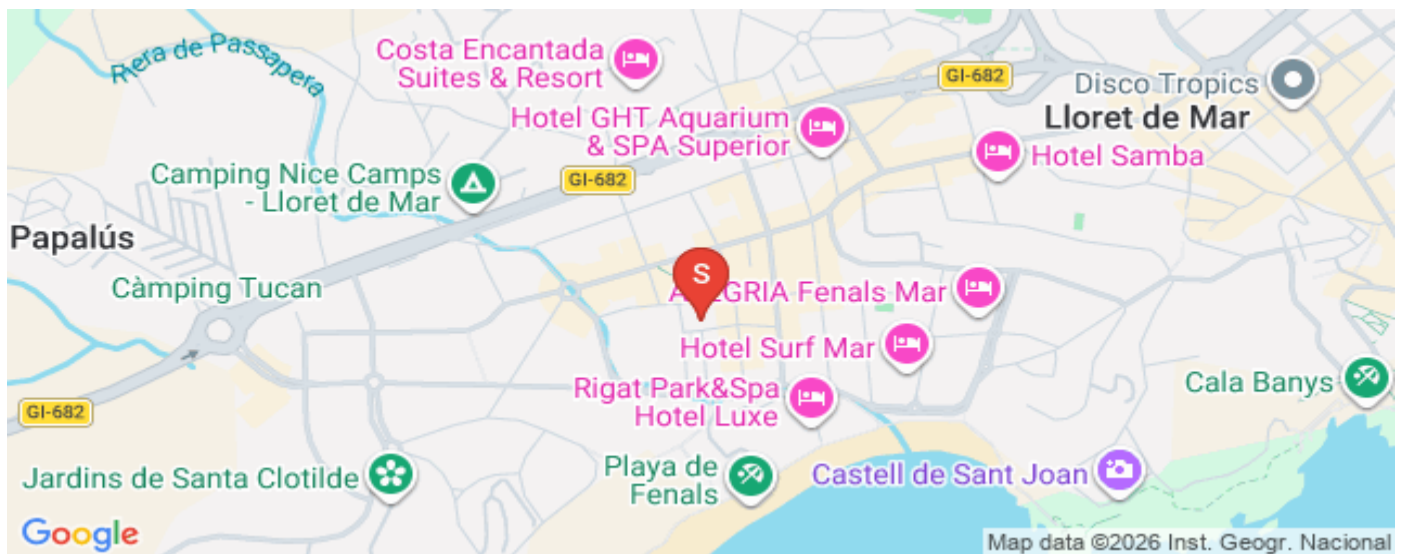 Riera de Passapera
Costa Encantada
Suites & Resort
GI-682
Disco Tropics
Lloret de Mar
Hotel GHT Aquarium
& SPA Superior
Hotel Samba
Camping Nice Camps
- Lloret de Mar
GI-682
Papalús
Càmping Tucan
S
EGRIA Fenals Mar
Hotel Surf Mar
Rigat Park&Spa
Hotel Luxe
Cala Banys
GI-682
Jardins de Santa Clotilde
Playa de
Fenals
Castell de Sant Joan
Google
Map data ©2026 Inst. Geogr. Nacional